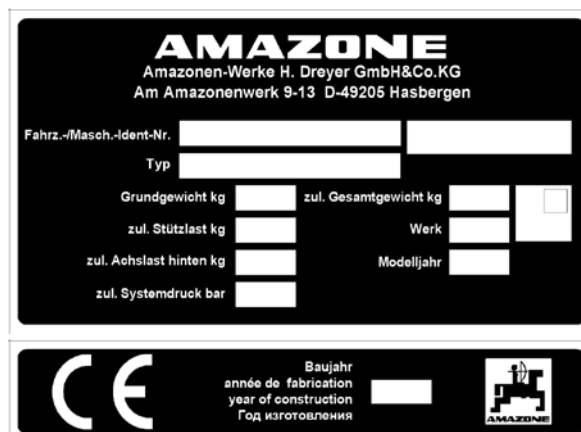 AMAZONE
Amazonen-Werke H. Dreyer GmbH&Co.KG
Am Amazonenwerk 9-13 D-49205 Hasbergen
Fahrz.-/Masch.-Ident-Nr.
Typ
Grundgewicht kg zul. Gesamtgewicht kg
zul. Stützlast kg Werk
zul. Achslast hinten kg Modelljahr
zul. Systemdruck bar
CE
Baujahr
année de fabrication
year of construction
Год изготовления
AMAZONE